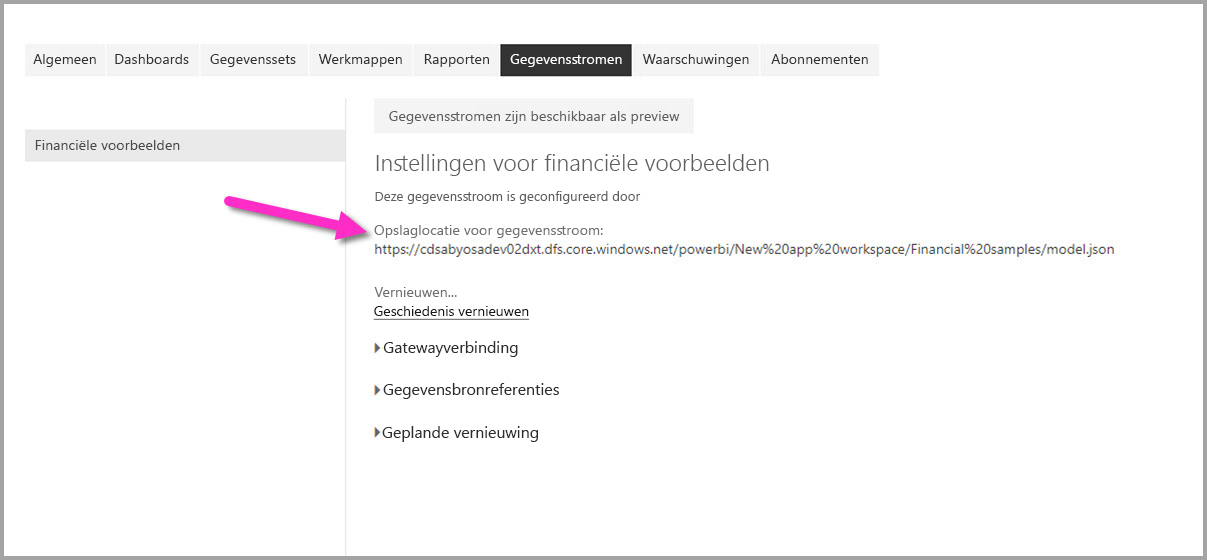 Algemeen Dashboards Gegevenssets Werkmappen Rapporten Gegevensstromen Waarschuwingen Abonnementen
Financiële voorbeelden
Gegevensstromen zijn beschikbaar als preview
Instellingen voor financiële voorbeelden
Deze gegevensstroom is geconfigureerd door
Opslaglocatie voor gegevensstroom:
https://cdsabyosadev02dxt.dfs.core.windows.net/powerbi/New%20app%20workspace/Financial%20samples/model.json
Vernieuwen...
Geschiedenis vernieuwen
Gatewayverbinding
Gegevensbronreferenties
Geplande vernieuwing